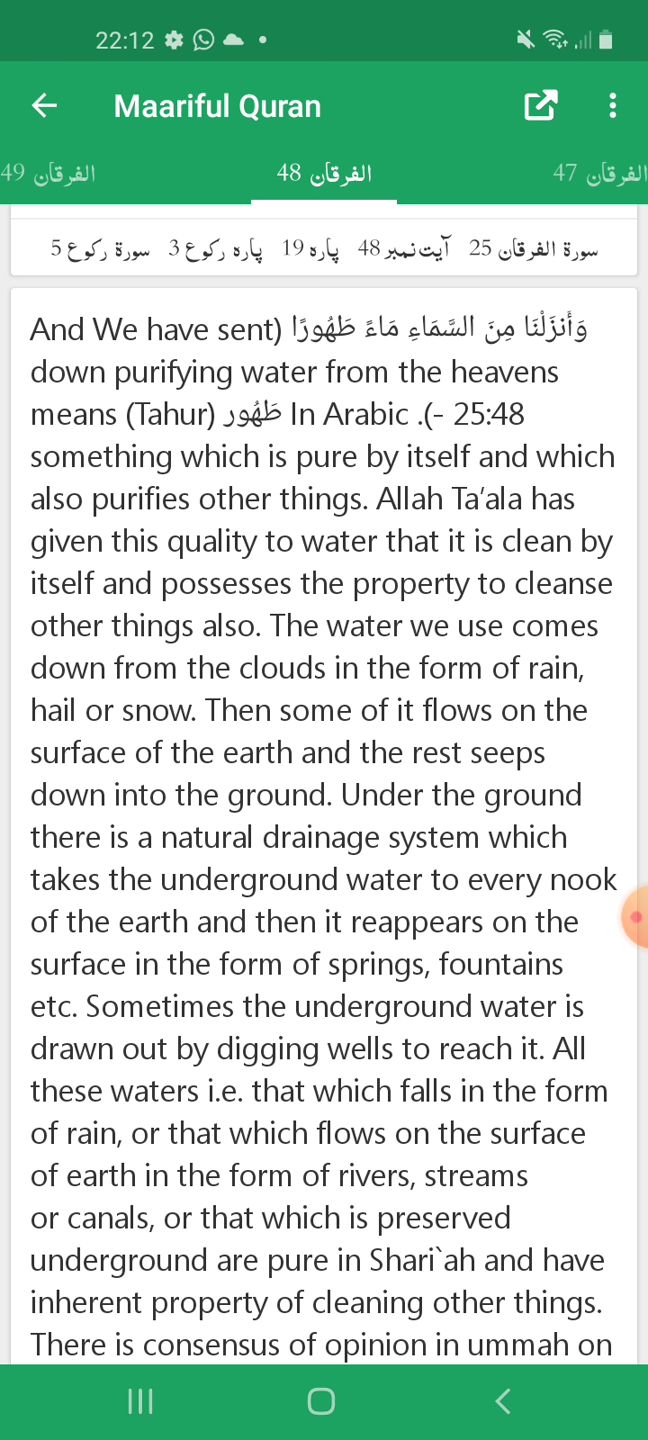 22:12
Maariful Quran
الفرقان 49
الفرقان 48
الفرقان 47
سورة الفرقان 25 آیت نمبر 48 پاره 19 پاره رکوع 3 سورة رکوع 5
And We have sent) وَأَنزَلْنَا مِنَ السَّمَاءِ مَاءً طَهُورًا
down purifying water from the heavens
means (Tahur) طَهُور In Arabic .(- 25:48
something which is pure by itself and which
also purifies other things. Allah Ta’ala has
given this quality to water that it is clean by
itself and possesses the property to cleanse
other things also. The water we use comes
down from the clouds in the form of rain,
hail or snow. Then some of it flows on the
surface of the earth and the rest seeps
down into the ground. Under the ground
there is a natural drainage system which
takes the underground water to every nook
of the earth and then it reappears on the
surface in the form of springs, fountains
etc. Sometimes the underground water is
drawn out by digging wells to reach it. All
these waters i.e. that which falls in the form
of rain, or that which flows on the surface
of earth in the form of rivers, streams
or canals, or that which is preserved
underground are pure in Shari`ah and have
inherent property of cleaning other things.
There is consensus of opinion in ummah on